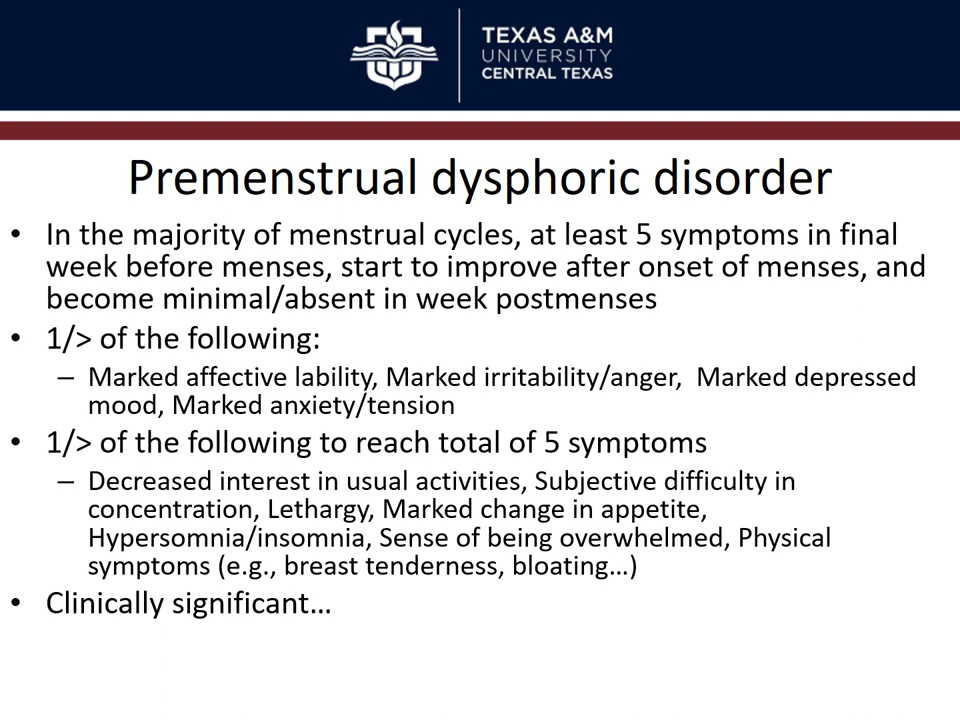 TEXAS A&M
UNIVERSITY
CENTRAL TEXAS
Premenstrual dysphoric disorder
• In the majority of menstrual cycles, at least 5 symptoms in final
week before menses, start to improve after onset of menses, and
become minimal/absent in week postmenses
• 1/> of the following:
– Marked affective lability, Marked irritability/anger,  Marked depressed
mood, Marked anxiety/tension
• 1/> of the following to reach total of 5 symptoms
– Decreased interest in usual activities, Subjective difficulty in
concentration, Lethargy, Marked change in appetite,
Hypersomnia/insomnia, Sense of being overwhelmed, Physical
symptoms (e.g., breast tenderness, bloating…)
• Clinically significant…